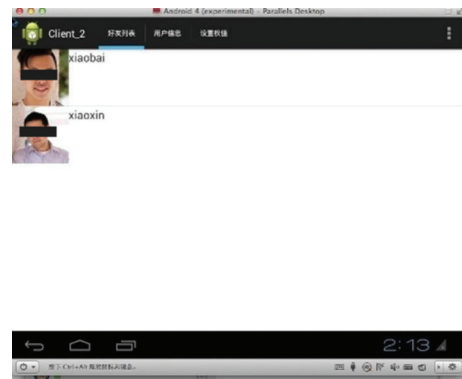 Android 4 (experimental) - Parallels Desktop
Client_2 好友列表 用户信息 设置权值
xiaobai
xiaoxin
2:13